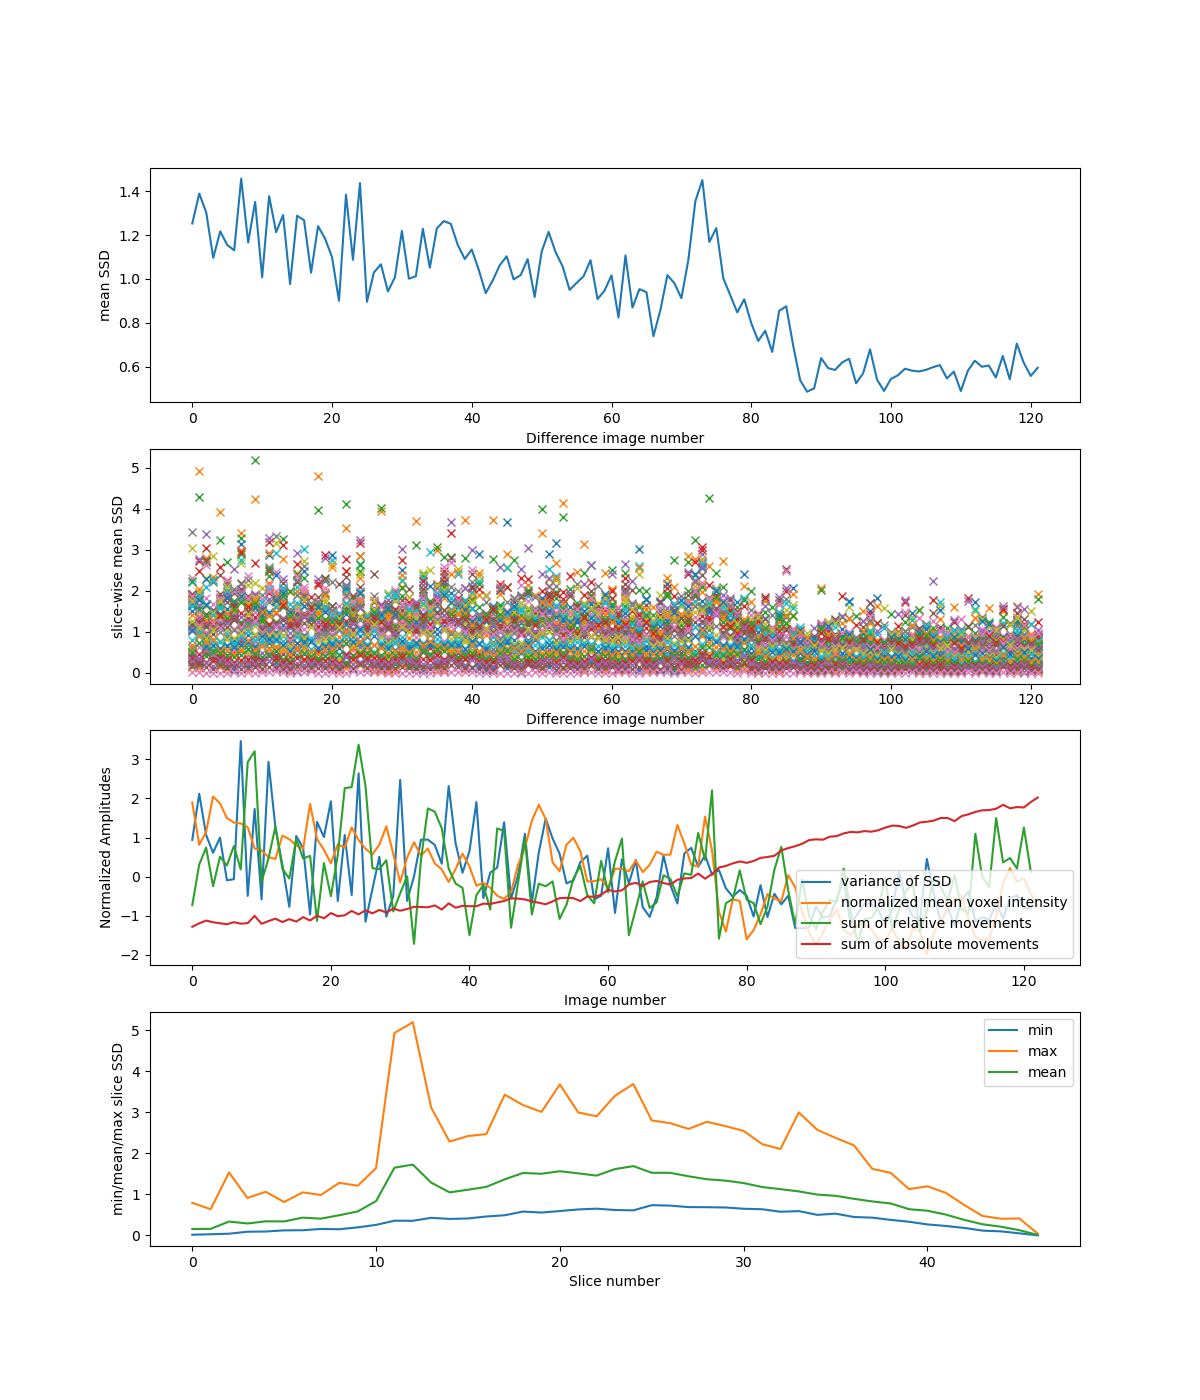 mean SSD
1.4
1.2
1.0
0.8
0.6
0 20 40 60 80 100 120
Difference image number
slice-wise mean SSD
5
4
3
2
1
0
0 20 40 60 80 100 120
Difference image number
Normalized Amplitudes
3
2
1
0
−1
−2
variance of SSD
normalized mean voxel intensity
sum of relative movements
sum of absolute movements
0 20 40 60 80 100 120
Image number
min/mean/max slice SSD
5
4
3
2
1
0
min
max
mean
0 10 20 30 40
Slice number